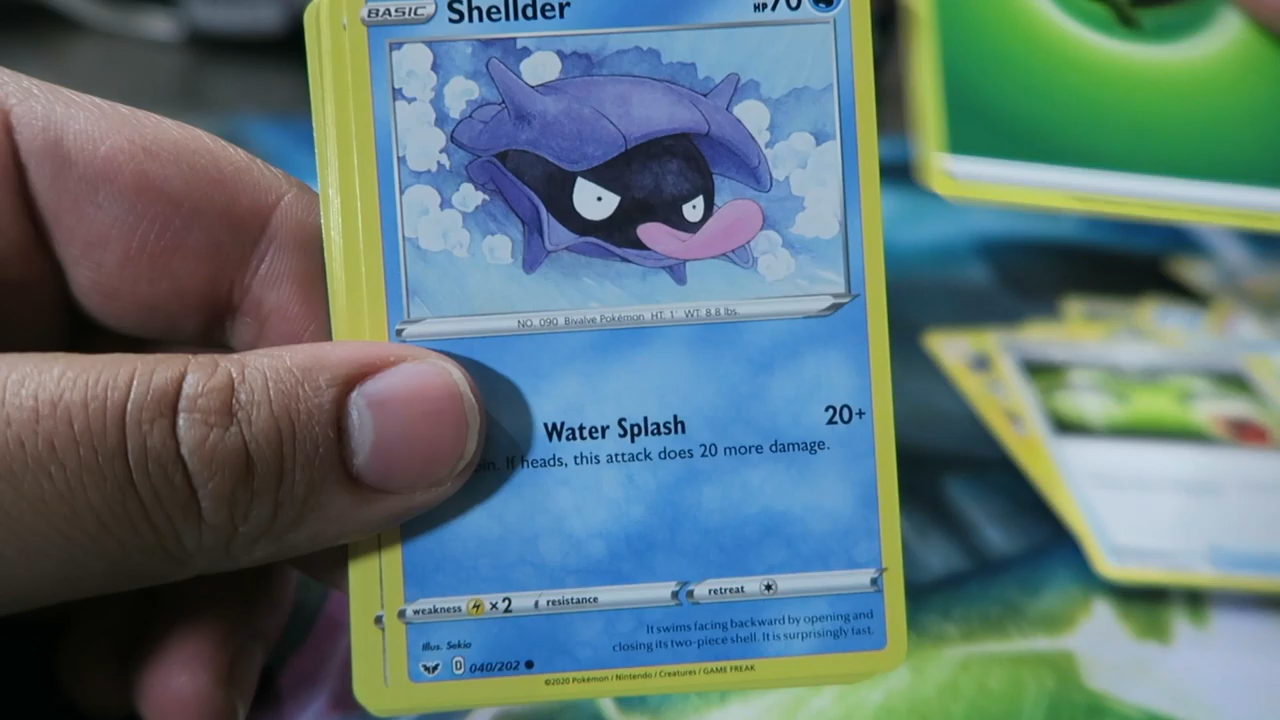 BASIC Shellder HP70
NO. 090 Bivalve Pokémon HT: 1' WT: 8.8 lbs.
Water Splash 20+
If heads, this attack does 20 more damage.
weakness ×2 resistance retreat
It swims facing backward by opening and
closing its two-piece shell. It is surprisingly fast.
Illus. Sekio
D 040/202
©2020 Pokémon / Nintendo / Creatures / GAME FREAK